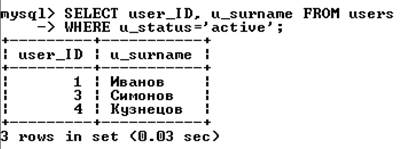 mysql> SELECT user_ID, u_surname FROM users
    -> WHERE u_status='active';
+---------+-----------+
| user_ID | u_surname |
+---------+-----------+
|       1 | Иванов    |
|       3 | Симонов   |
|       4 | Кузнецов  |
+---------+-----------+
3 rows in set (0.03 sec)